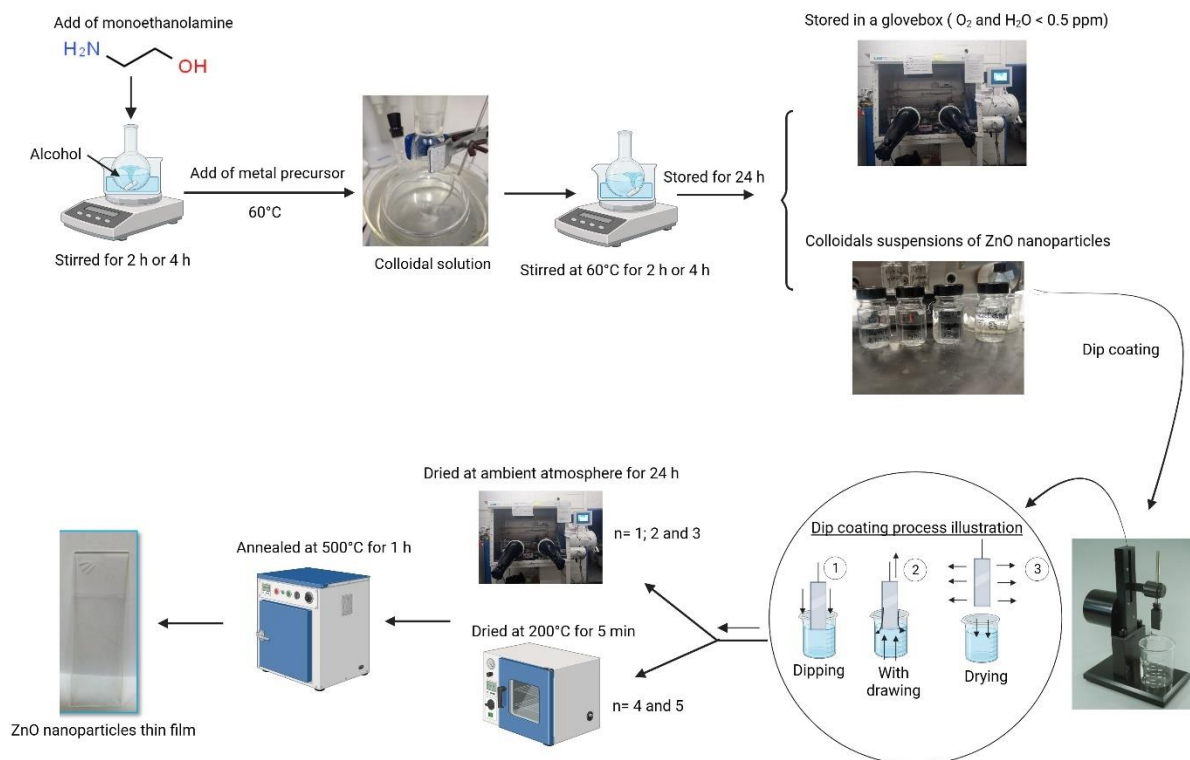 Add of monoethanolamine
H₂N
OH
Alcohol
Stirred for 2 h or 4 h
Add of metal precursor
60°C
Colloidal solution
Stirred at 60°C for 2 h or 4 h
Stored for 24 h
Stored in a glovebox ( O₂ and H₂O < 0.5 ppm)
Colloidals suspensions of ZnO nanoparticles
Dip coating
Dip coating process illustration
1
2
3
Dipping
With
drawing
Drying
Dried at ambient atmosphere for 24 h
n= 1; 2 and 3
Dried at 200°C for 5 min
n= 4 and 5
Annealed at 500°C for 1 h
ZnO nanoparticles thin film